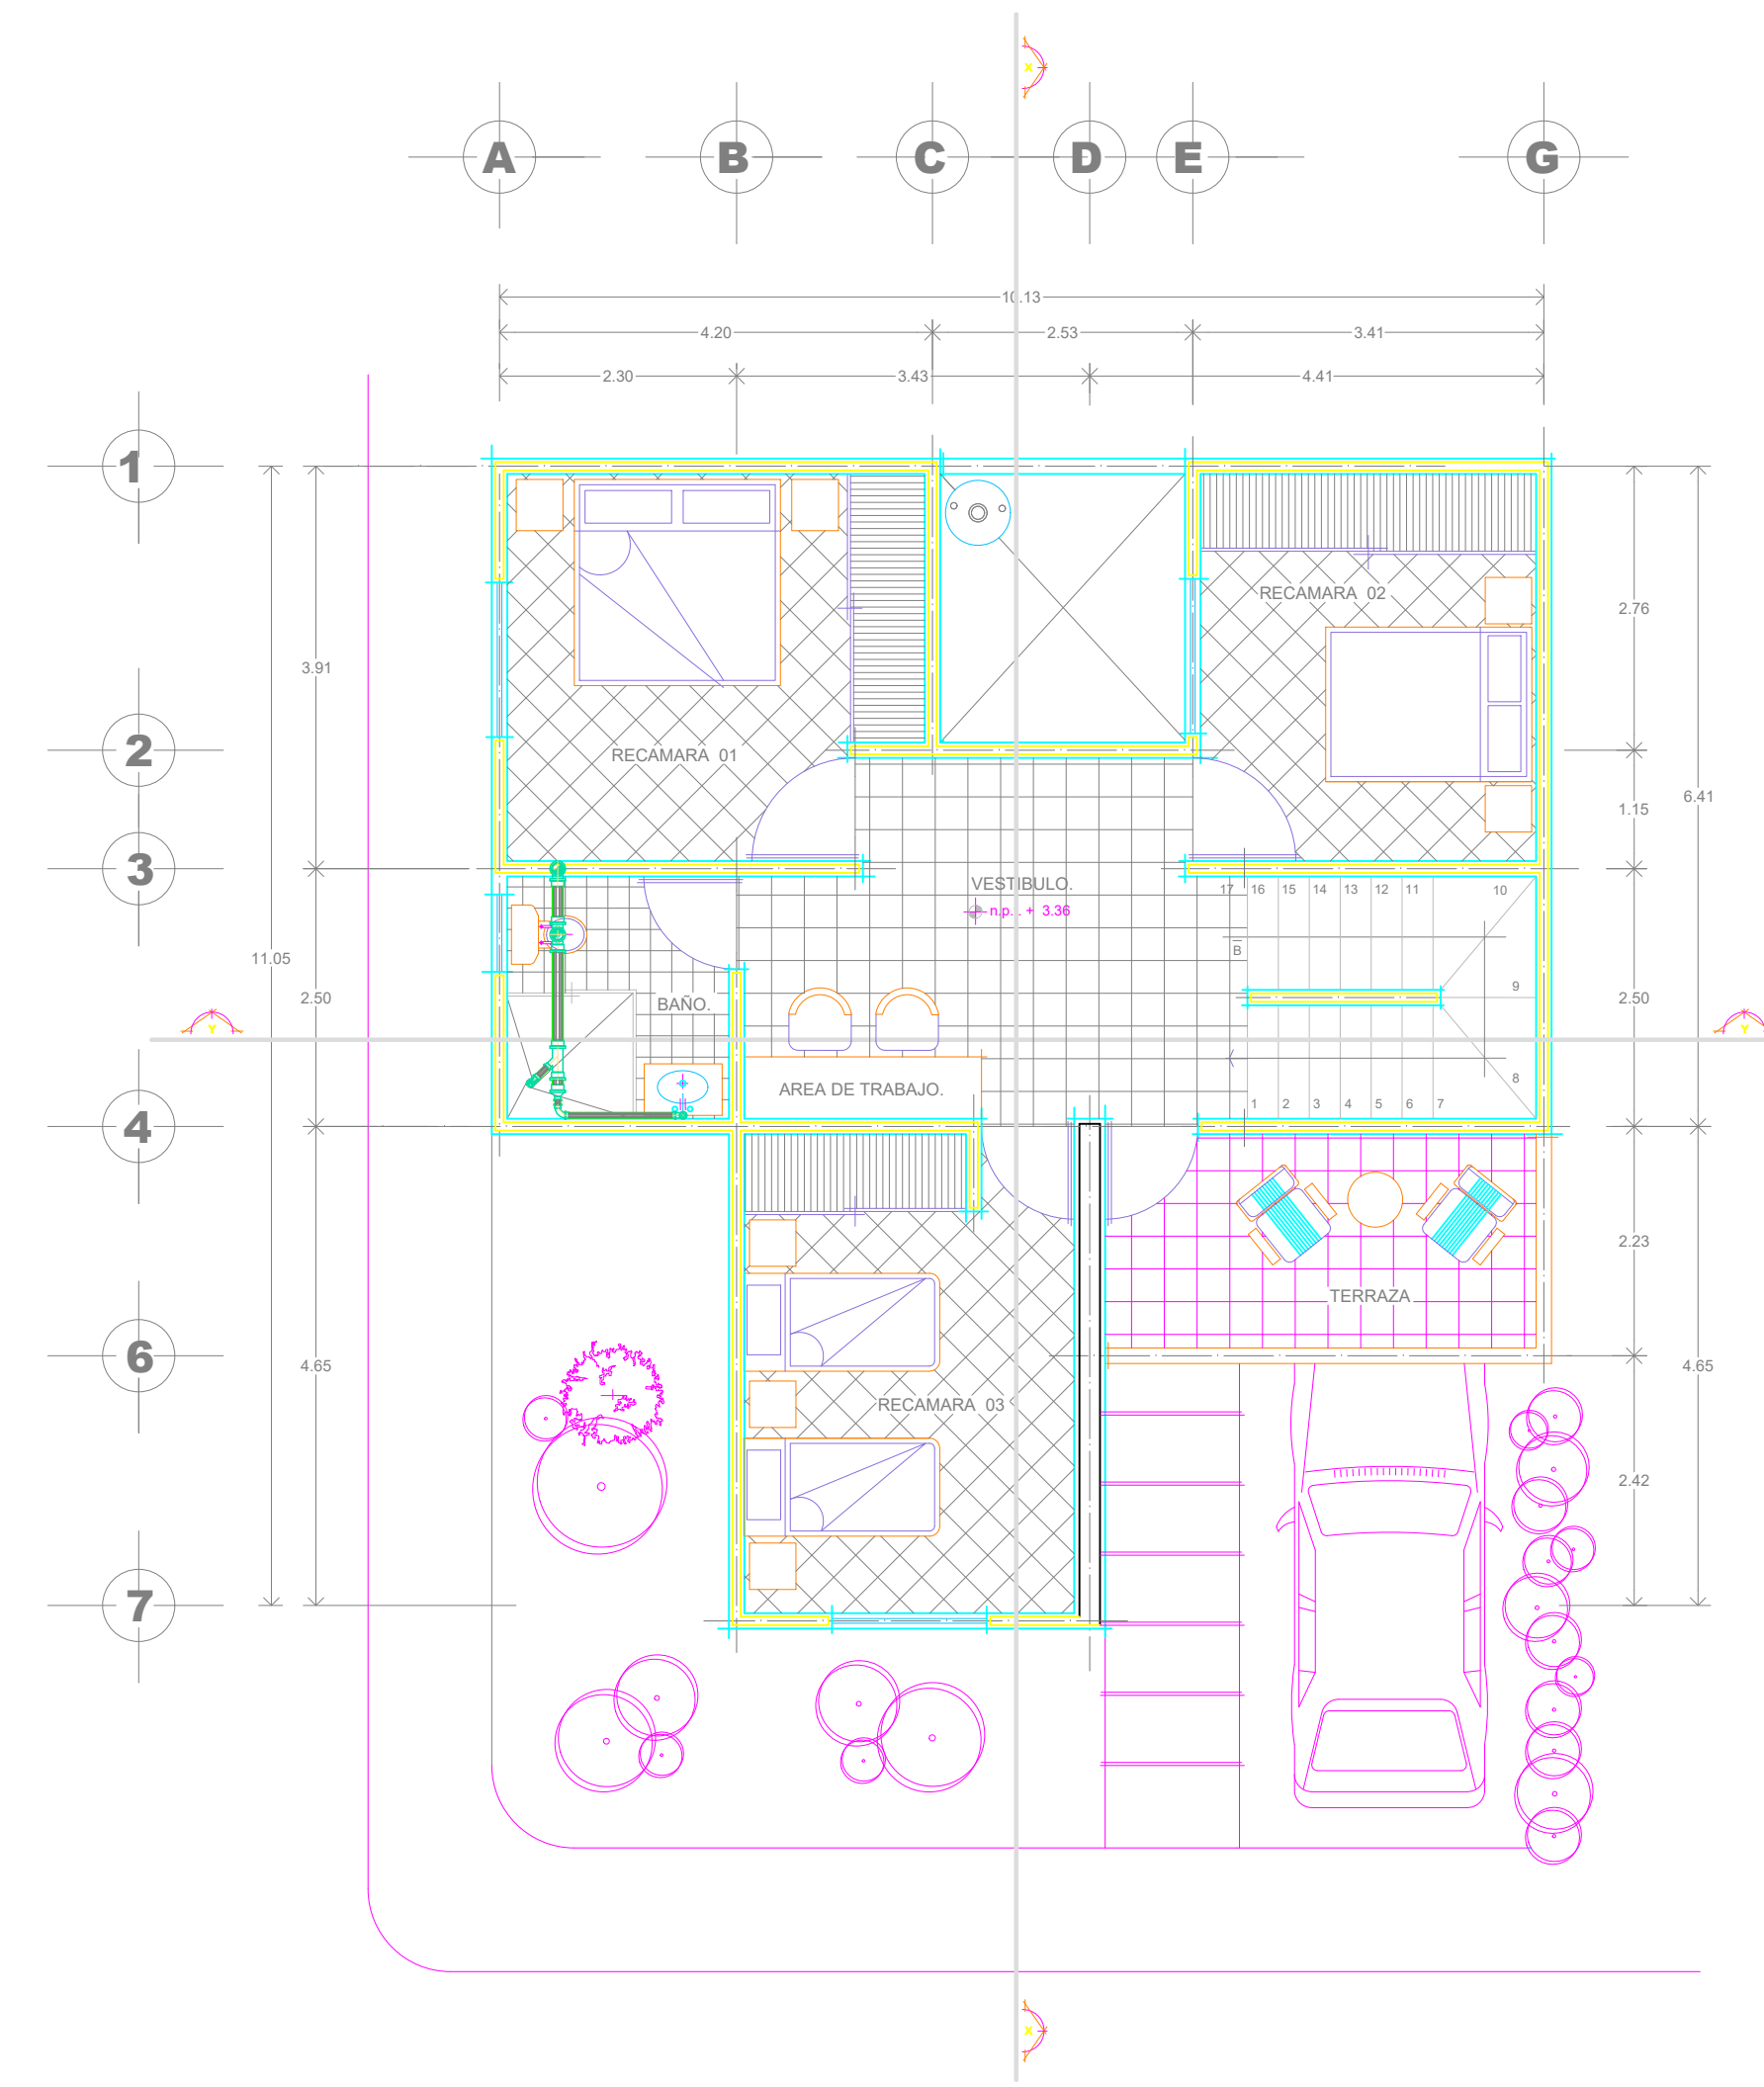 X
A B C D E G
10.13
4.20 2.53 3.41
2.30 3.43 4.41
1
RECAMARA 02
2.76
3.91
2
RECAMARA 01
1.15 6.41
3
VESTIBULO.
17 16 15 14 13 12 11 10
n.p. . + 3.36
B
11.05
9
2.50 2.50
BAÑO.
Y Y
8
AREA DE TRABAJO.
1 2 3 4 5 6 7
4
2.23
TERRAZA
6
4.65 4.65
RECAMARA 03
2.42
7
X